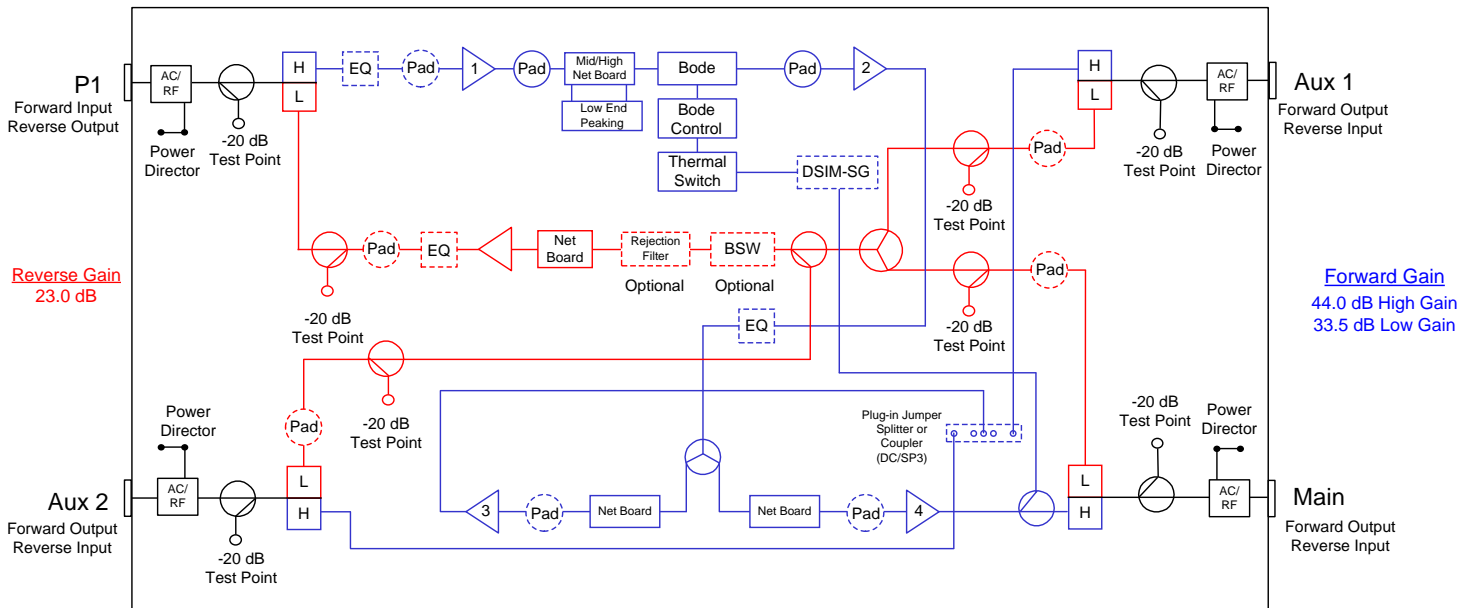 P1
Forward Input
Reverse Output
AC/
RF
Power
Director
-20 dB
Test Point
H
L
EQ
Pad
1
Pad
Mid/High
Net Board
Low End
Peaking
Bode
Bode
Control
Thermal
Switch
Pad
2
DSIM-SG
H
L
-20 dB
Test Point
AC/
RF
Power
Director
Aux 1
Forward Output
Reverse Input
-20 dB
Test Point
Pad
Reverse Gain
23.0 dB
-20 dB
Test Point
Pad
EQ
Net
Board
Rejection
Filter
Optional
BSW
Optional
-20 dB
Test Point
Pad
Forward Gain
44.0 dB High Gain
33.5 dB Low Gain
EQ
-20 dB
Test Point
Pad
Power
Director
Aux 2
Forward Output
Reverse Input
AC/
RF
-20 dB
Test Point
L
H
3
Pad
Net Board
Net Board
Pad
4
Plug-in Jumper
Splitter or
Coupler
(DC/SP3)
L
H
-20 dB
Test Point
Power
Director
AC/
RF
Main
Forward Output
Reverse Input